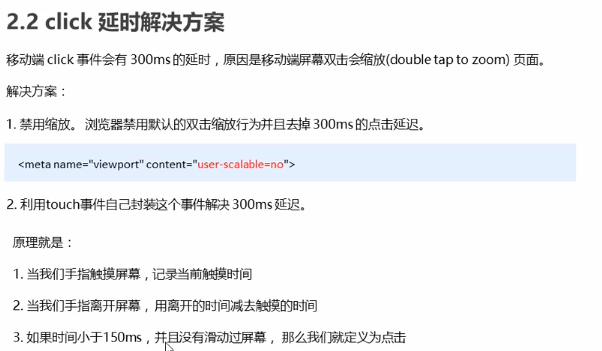 2.2 click 延时解决方案
移动端 click 事件会有 300ms 的延时，原因是移动端屏幕双击会缩放(double tap to zoom) 页面。
解决方案：
1. 禁用缩放。 浏览器禁用默认的双击缩放行为并且去掉 300ms 的点击延迟。
<meta name="viewport" content="user-scalable=no">
2. 利用touch事件自己封装这个事件解决 300ms 延迟。
原理就是：
1. 当我们手指触摸屏幕，记录当前触摸时间
2. 当我们手指离开屏幕， 用离开的时间减去触摸的时间
3. 如果时间小于150ms，并且没有滑动过屏幕， 那么我们就定义为点击